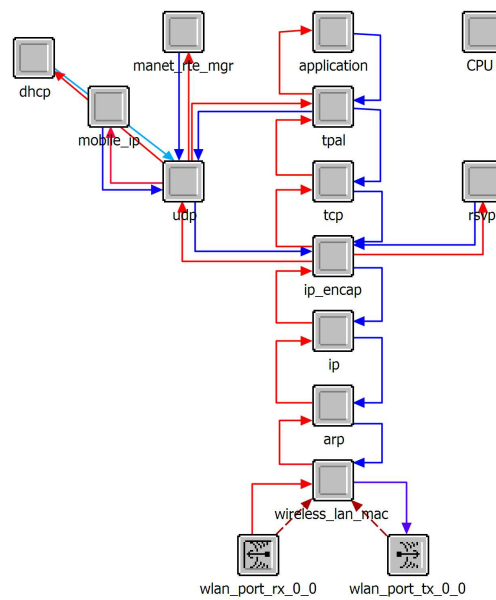 manet_rte_mgr
application
CPU
dhcp
mobile_ip
tpal
udp
tcp
rsvp
ip_encap
ip
arp
wireless_lan_mac
wlan_port_rx_0_0
wlan_port_tx_0_0